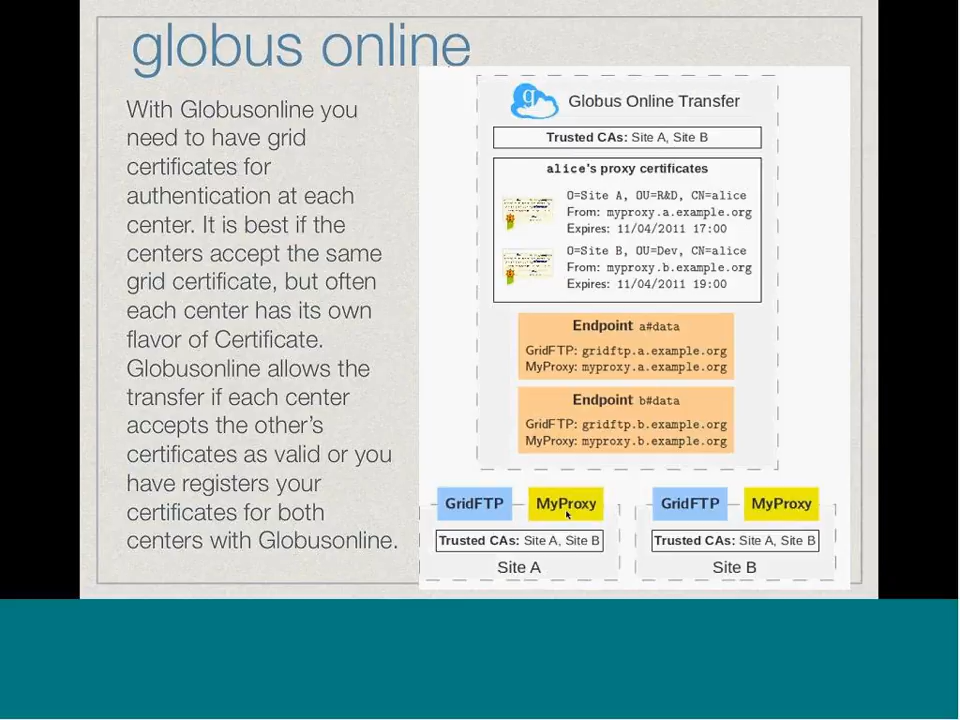 globus online
With Globusonline you
need to have grid
certificates for
authentication at each
center. It is best if the
centers accept the same
grid certificate, but often
each center has its own
flavor of Certificate.
Globusonline allows the
transfer if each center
accepts the other's
certificates as valid or you
have registers your
certificates for both
centers with Globusonline.
g
Globus Online Transfer
Trusted CAs: Site A, Site B
alice's proxy certificates
O=Site A, OU=R&D, CN=alice
From: myproxy.a.example.org
Expires: 11/04/2011 17:00
O=Site B, OU=Dev, CN=alice
From: myproxy.b.example.org
Expires: 11/04/2011 19:00
Endpoint a#data
GridFTP: gridftp.a.example.org
MyProxy: myproxy.a.example.org
Endpoint b#data
GridFTP: gridftp.b.example.org
MyProxy: myproxy.b.example.org
GridFTP MyProxy
Trusted CAs: Site A, Site B
Site A
GridFTP MyProxy
Trusted CAs: Site A, Site B
Site B